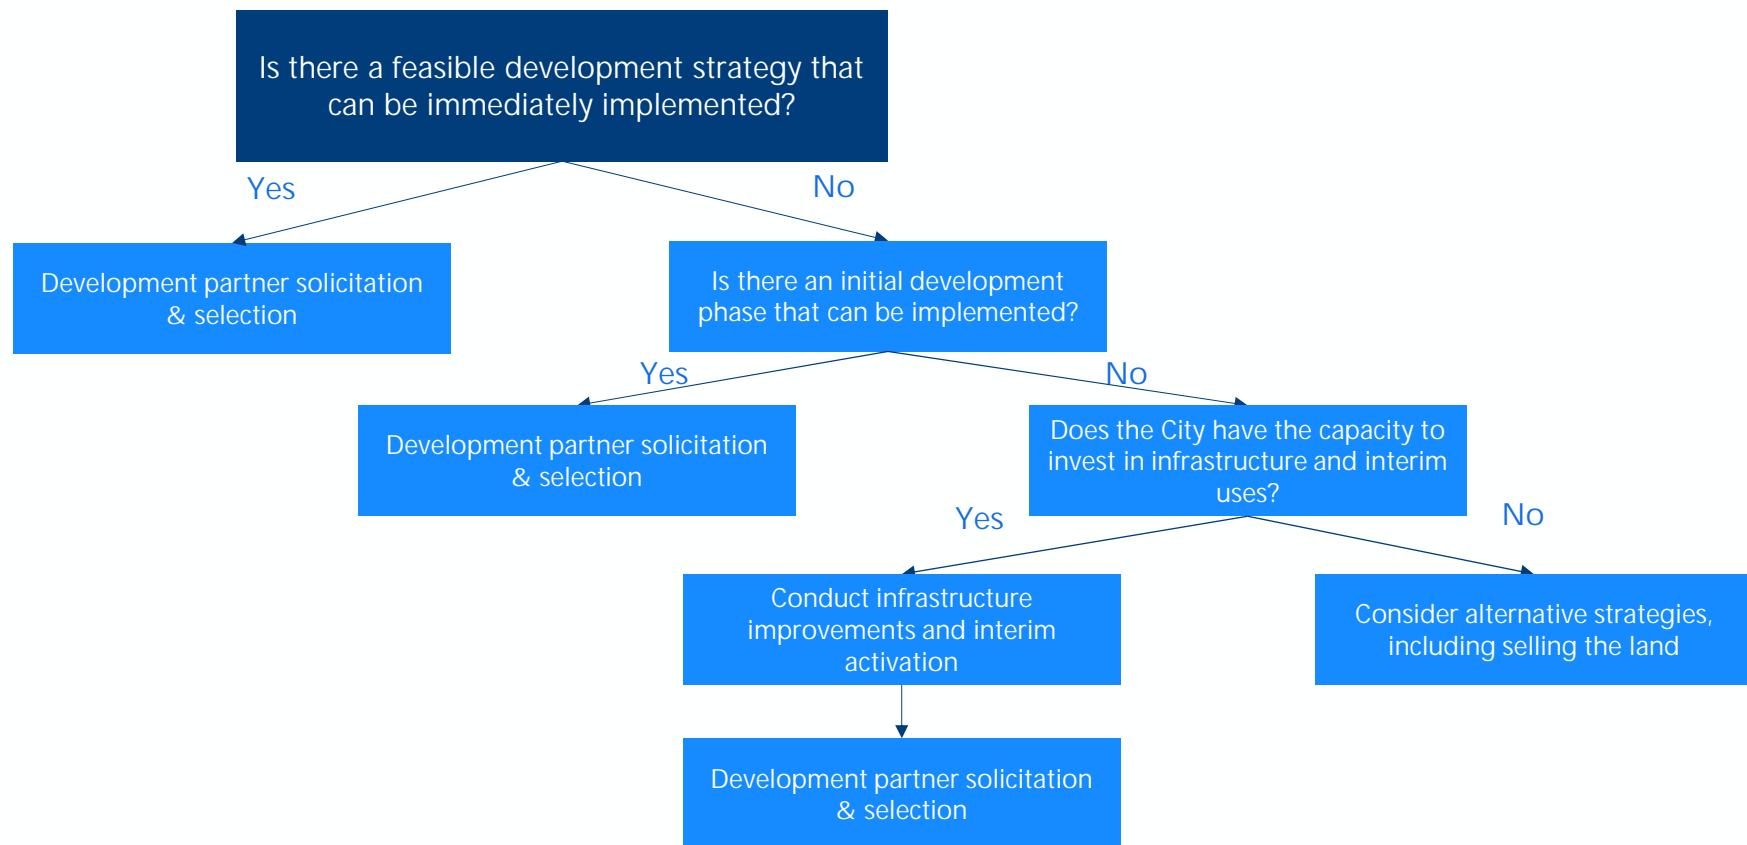 Is there a feasible development strategy that
can be immediately implemented?
Yes
No
Development partner solicitation
& selection
Is there an initial development
phase that can be implemented?
Yes
No
Development partner solicitation
& selection
Does the City have the capacity to
invest in infrastructure and interim
uses?
Yes
No
Conduct infrastructure
improvements and interim
activation
Consider alternative strategies,
including selling the land
Development partner solicitation
& selection